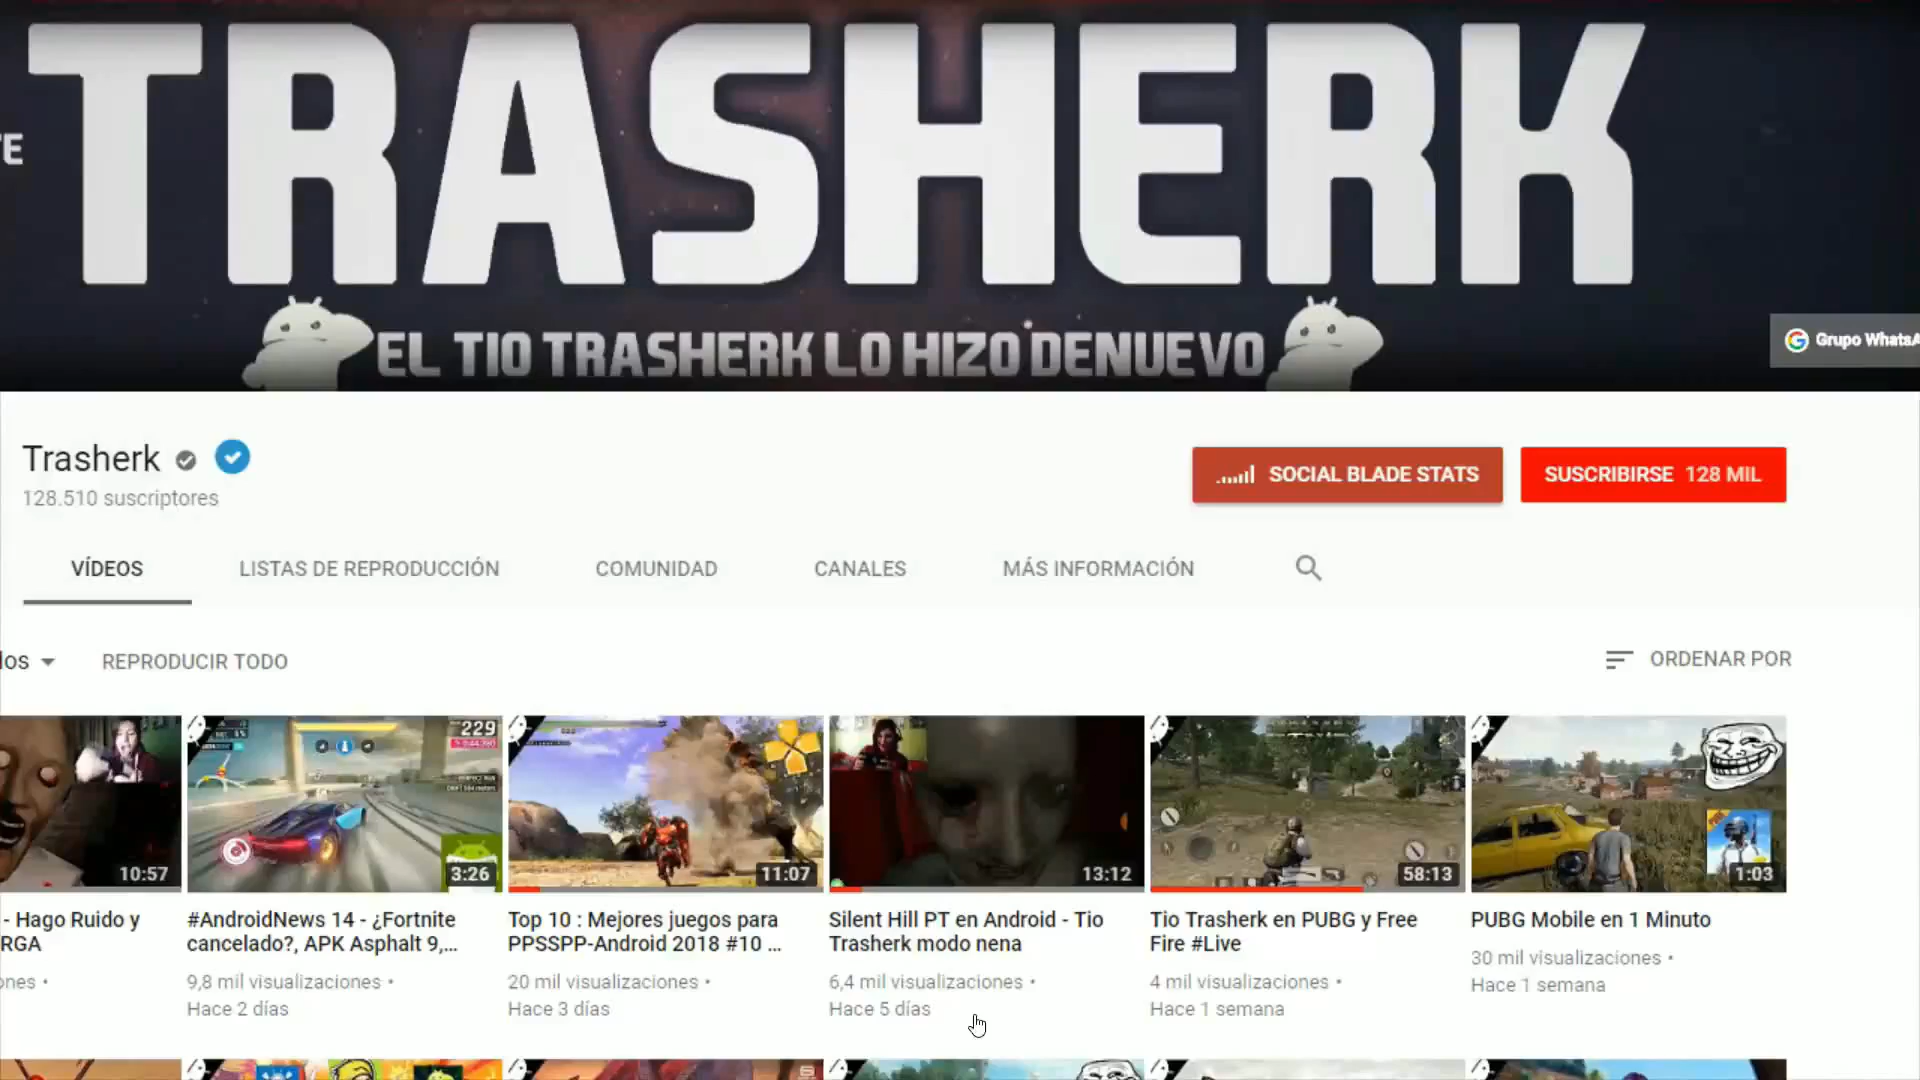 TRASHERK
TE
EL TIO TRASHERK LO HIZO DENUEVO
Grupo WhatsA
Trasherk
128.510 suscriptores
SOCIAL BLADE STATS
SUSCRIBIRSE 128 MIL
VÍDEOS
LISTAS DE REPRODUCCIÓN
COMUNIDAD
CANALES
MÁS INFORMACIÓN
los
REPRODUCIR TODO
ORDENAR POR
10:57
229
3:26
11:07
13:12
58:13
1:03
- Hago Ruido y
RGA
ones •
#AndroidNews 14 - ¿Fortnite
cancelado?, APK Asphalt 9,...
9,8 mil visualizaciones •
Hace 2 días
Top 10 : Mejores juegos para
PPSSPP-Android 2018 #10 ...
20 mil visualizaciones •
Hace 3 días
Silent Hill PT en Android - Tio
Trasherk modo nena
6,4 mil visualizaciones •
Hace 5 días
Tio Trasherk en PUBG y Free
Fire #Live
4 mil visualizaciones •
Hace 1 semana
PUBG Mobile en 1 Minuto
30 mil visualizaciones •
Hace 1 semana